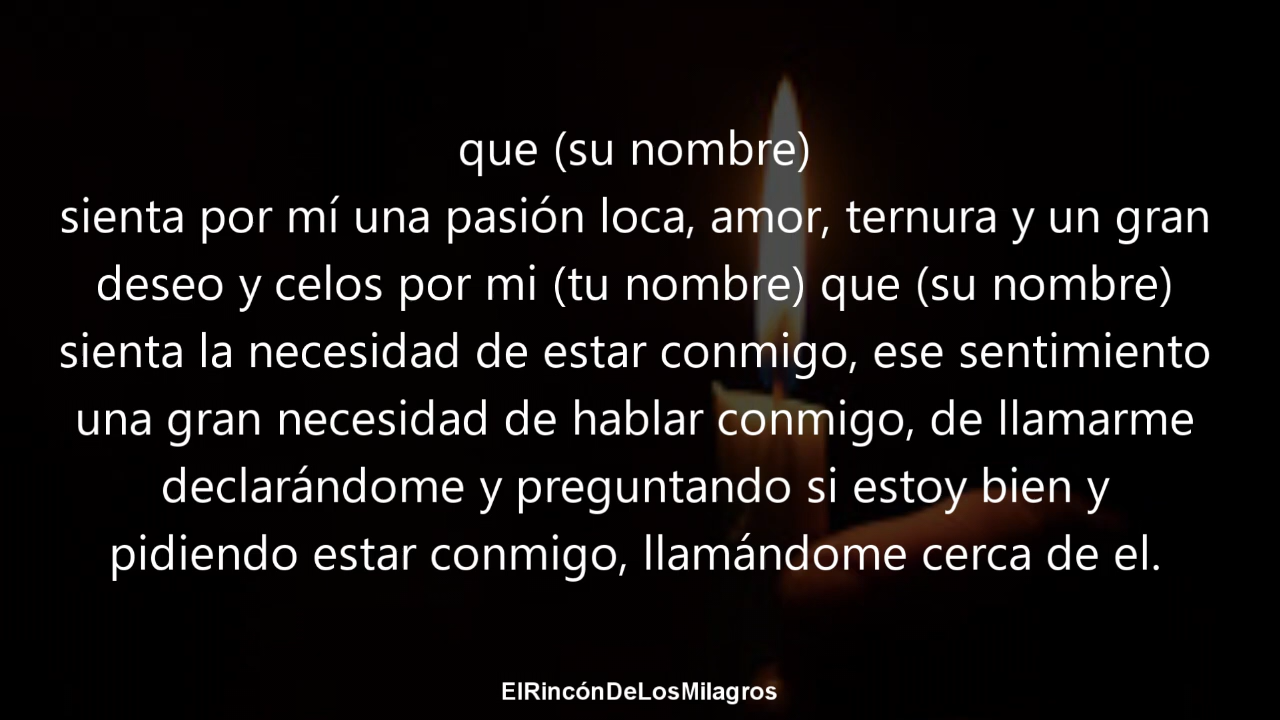 que (su nombre)
sienta por mí una pasión loca, amor, ternura y un gran
deseo y celos por mi (tu nombre) que (su nombre)
sienta la necesidad de estar conmigo, ese sentimiento
una gran necesidad de hablar conmigo, de llamarme
declarándome y preguntando si estoy bien y
pidiendo estar conmigo, llamándome cerca de el.
ElRincónDeLosMilagros